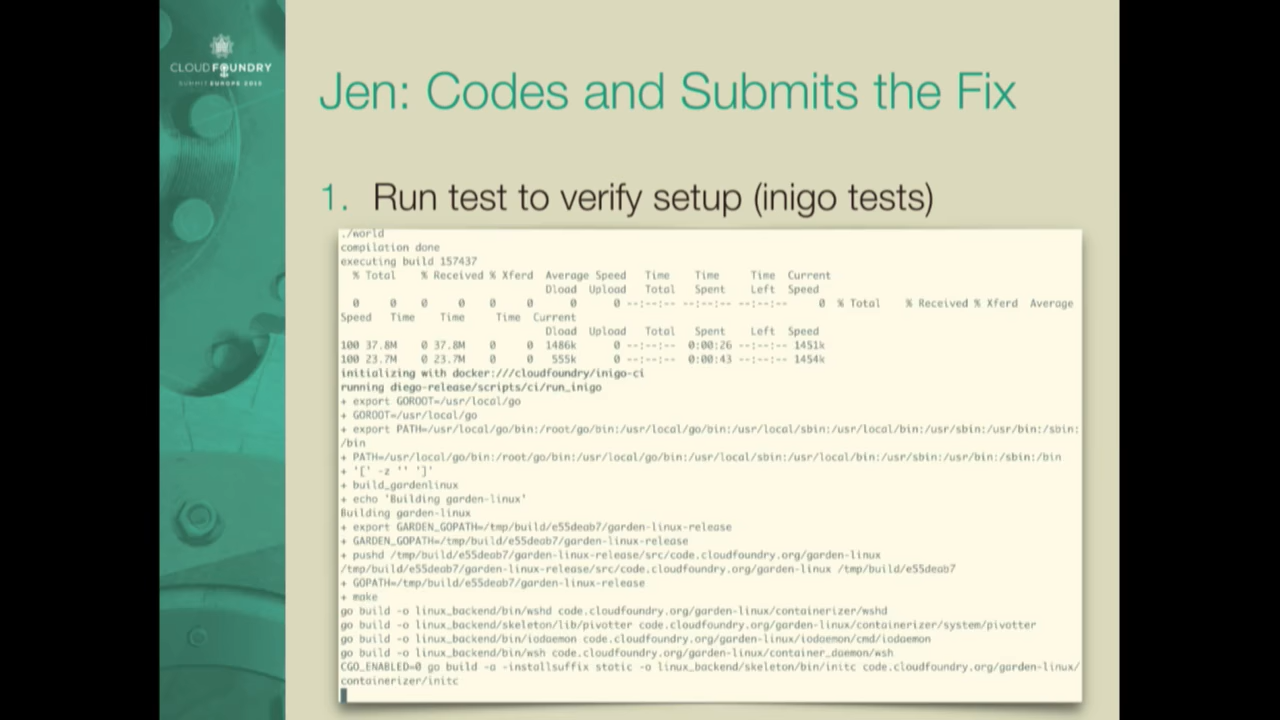 CLOUD FOUNDRY
SUMMIT EUROPE 2015
Jen: Codes and Submits the Fix
1. Run test to verify setup (inigo tests)
./world
compilation done
executing build 157437
% Total % Received % Xferd Average Speed Time Time Time Current
Dload Upload Total Spent Left Speed
0 0 0 0 0 0 0 0 --:--:-- --:--:-- --:--:-- 0 % Total % Received % Xferd Average
Speed Time Time Time Current
Dload Upload Total Spent Left Speed
100 37.8M 0 37.8M 0 0 1486k 0 --:--:-- 0:00:26 --:--:-- 1451k
100 23.7M 0 23.7M 0 0 555k 0 --:--:-- 0:00:43 --:--:-- 1454k
initializing with docker:///cloudfoundry/inigo-ci
running diego-release/scripts/ci/run_inigo
+ export GOROOT=/usr/local/go
+ GOROOT=/usr/local/go
+ export PATH=/usr/local/go/bin:/root/go/bin:/usr/local/go/bin:/usr/local/sbin:/usr/local/bin:/usr/sbin:/usr/bin:/sbin:
/bin
+ PATH=/usr/local/go/bin:/root/go/bin:/usr/local/go/bin:/usr/local/sbin:/usr/local/bin:/usr/sbin:/usr/bin:/sbin:/bin
+ '[' -z '' ']'
+ build_gardenlinux
+ echo 'Building garden-linux'
Building garden-linux
+ export GARDEN_GOPATH=/tmp/build/e55deab7/garden-linux-release
+ GARDEN_GOPATH=/tmp/build/e55deab7/garden-linux-release
+ pushd /tmp/build/e55deab7/garden-linux-release/src/code.cloudfoundry.org/garden-linux
/tmp/build/e55deab7/garden-linux-release/src/code.cloudfoundry.org/garden-linux /tmp/build/e55deab7
+ GOPATH=/tmp/build/e55deab7/garden-linux-release
+ make
go build -o linux_backend/bin/wshd code.cloudfoundry.org/garden-linux/containerizer/wshd
go build -o linux_backend/skeleton/lib/pivotter code.cloudfoundry.org/garden-linux/containerizer/system/pivotter
go build -o linux_backend/bin/iodaemon code.cloudfoundry.org/garden-linux/iodaemon/cmd/iodaemon
go build -o linux_backend/bin/wsh code.cloudfoundry.org/garden-linux/container_daemon/wsh
CGO_ENABLED=0 go build -a -installsuffix static -o linux_backend/skeleton/bin/initc code.cloudfoundry.org/garden-linux/
containerizer/initc